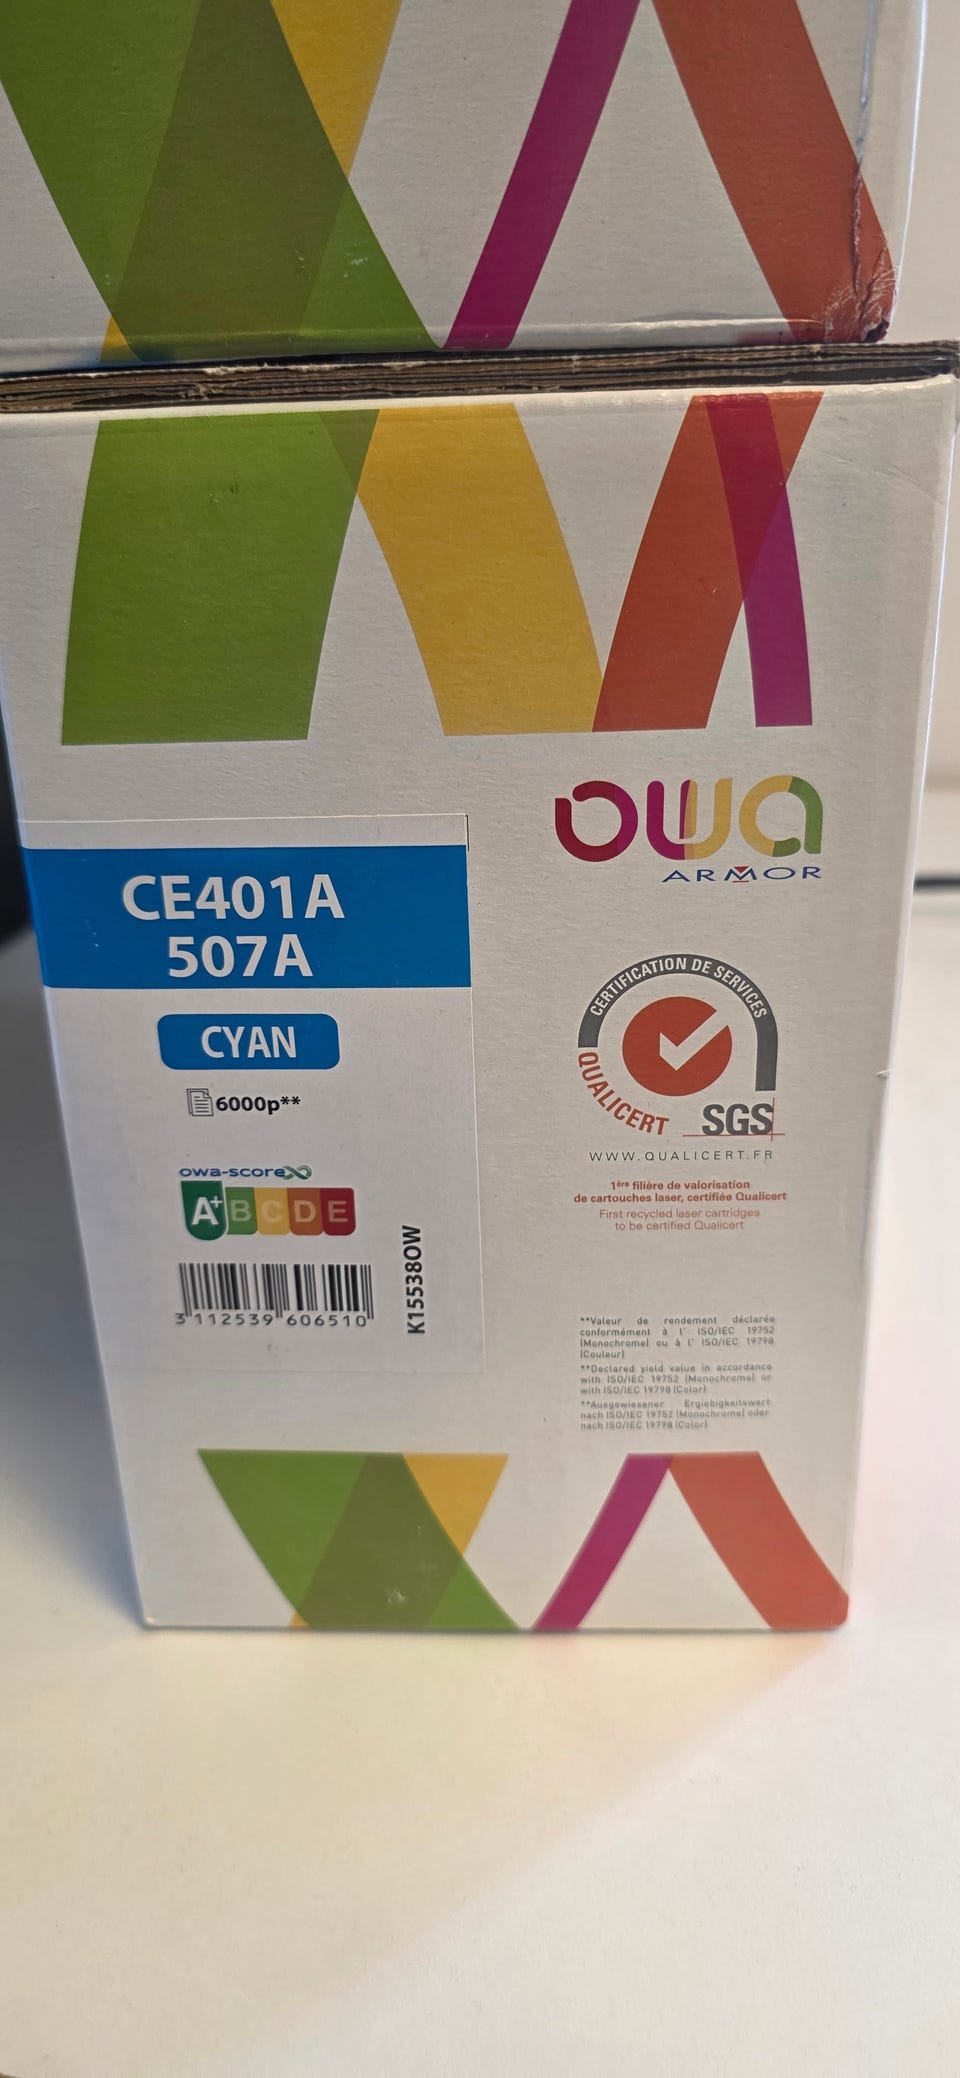 owa
ARMOR
CE401A
507A
CYAN
6000p**
owa-score
A+ B C D E
3 112539 606510
K15538OW
CERTIFICATION DE SERVICES
QUALICERT
SGS
WWW.QUALICERT.FR
1ère filière de valorisation
de cartouches laser, certifiée Qualicert
First recycled laser cartridges
to be certified Qualicert
**Valeur de rendement déclarée
conformément à l' ISO/IEC 19752
(Monochrome) ou à l' ISO/IEC 19798
(Couleur)
**Declared yield value in accordance
with ISO/IEC 19752 (Monochrome) or
with ISO/IEC 19798 (Color)
**Ausgewiesener Ergiebigkeitswert
nach ISO/IEC 19752 (Monochrome) oder
nach ISO/IEC 19798 (Color)